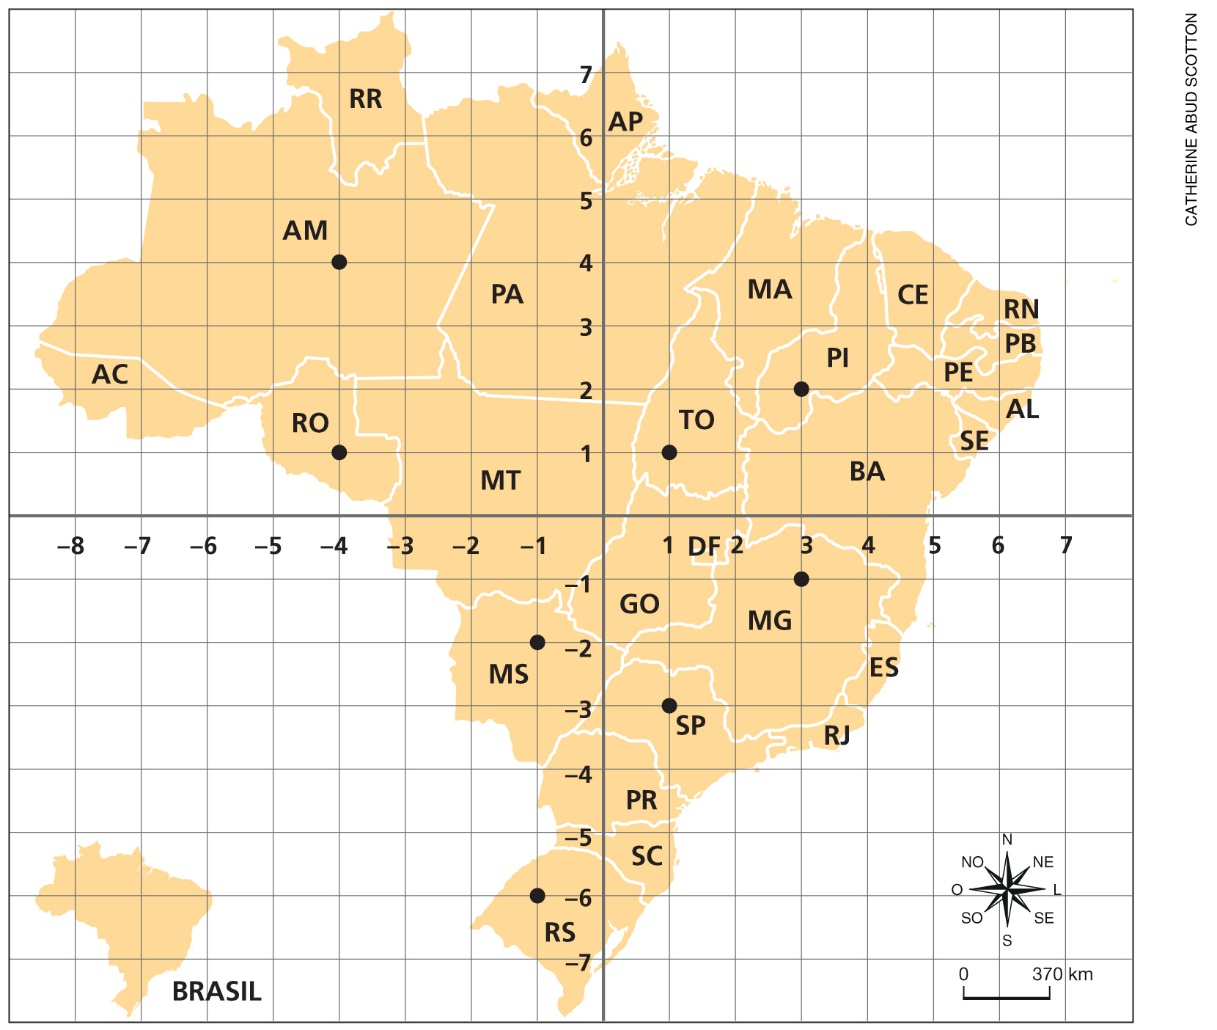 CATHERINE ABUD SCOTTON
7
RR
AP
6
5
AM
4
PA
MA
CE
RN
3
PB
PI
PE
AC
2
AL
RO
TO
SE
1
BA
MT
–8 –7 –6 –5 –4 –3 –2 –1 1 DF 2 3 4 5 6 7
–1
GO
MG
–2
ES
MS
–3
SP
RJ
–4
PR
–5
SC
–6
RS
–7
N
NO NE
O L
SO SE
S
0 370 km
BRASIL